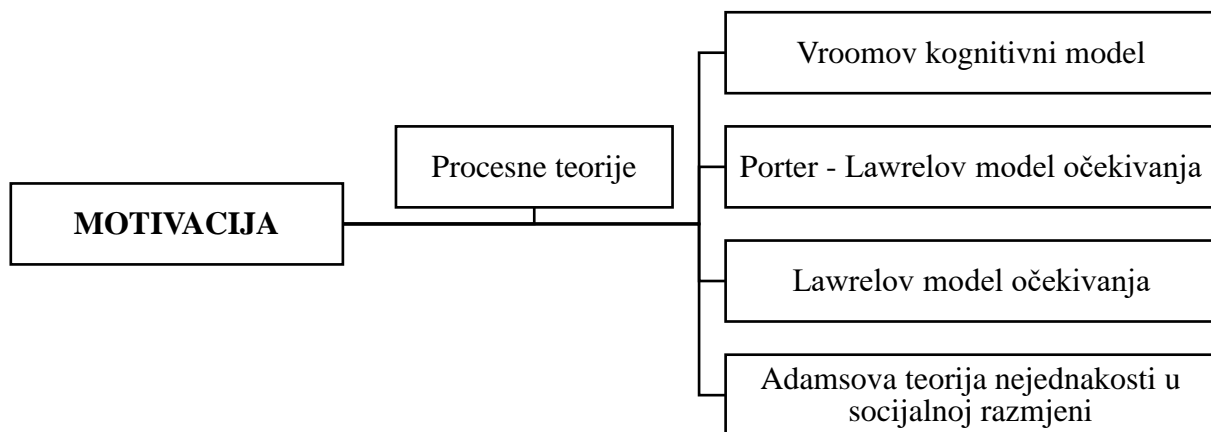 MOTIVACIJA
Procesne teorije
Vroomov kognitivni model
Porter - Lawrelov model očekivanja
Lawrelov model očekivanja
Adamsova teorija nejednakosti u
socijalnoj razmjeni